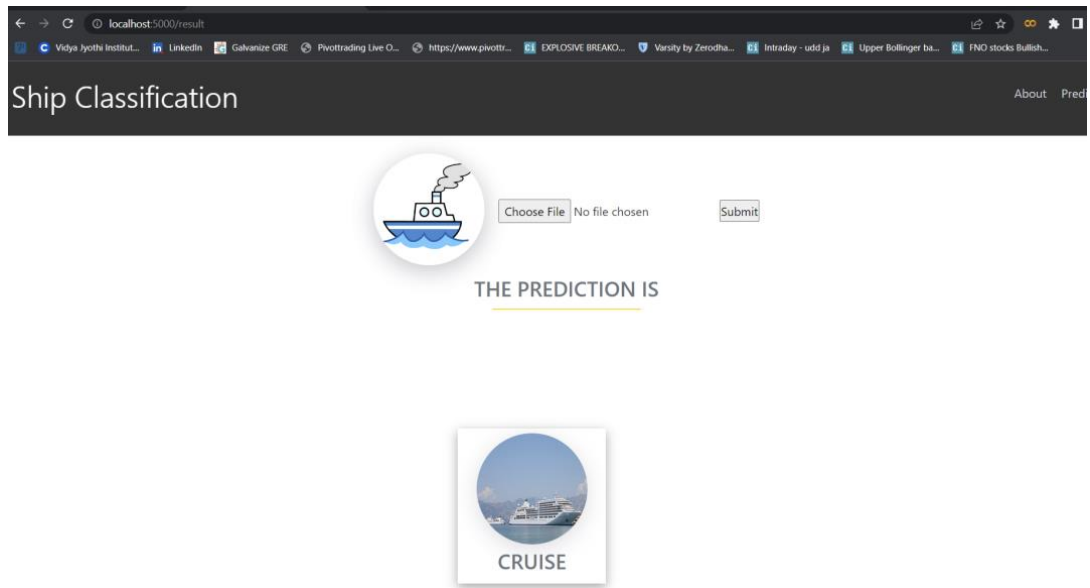 localhost:5000/result
Vidya Jyothi Institut... LinkedIn Galvanize GRE Pivottrading Live O... https://www.pivottr... EXPLOSIVE BREAKO... Varsity by Zerodha... Intraday - udd ja Upper Bollinger ba... FNO stocks Bullish...
Ship Classification
About Predi
Choose File No file chosen Submit
THE PREDICTION IS
CRUISE